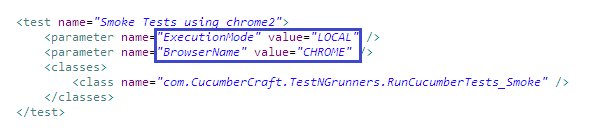 <test name="Smoke Tests using chrome2">
<parameter name="ExecutionMode" value="LOCAL" />
<parameter name="BrowserName" value="CHROME" />
<classes>
<class name="com.CucumberCraft.TestNGrunners.RunCucumberTests_Smoke" />
</classes>
</test>